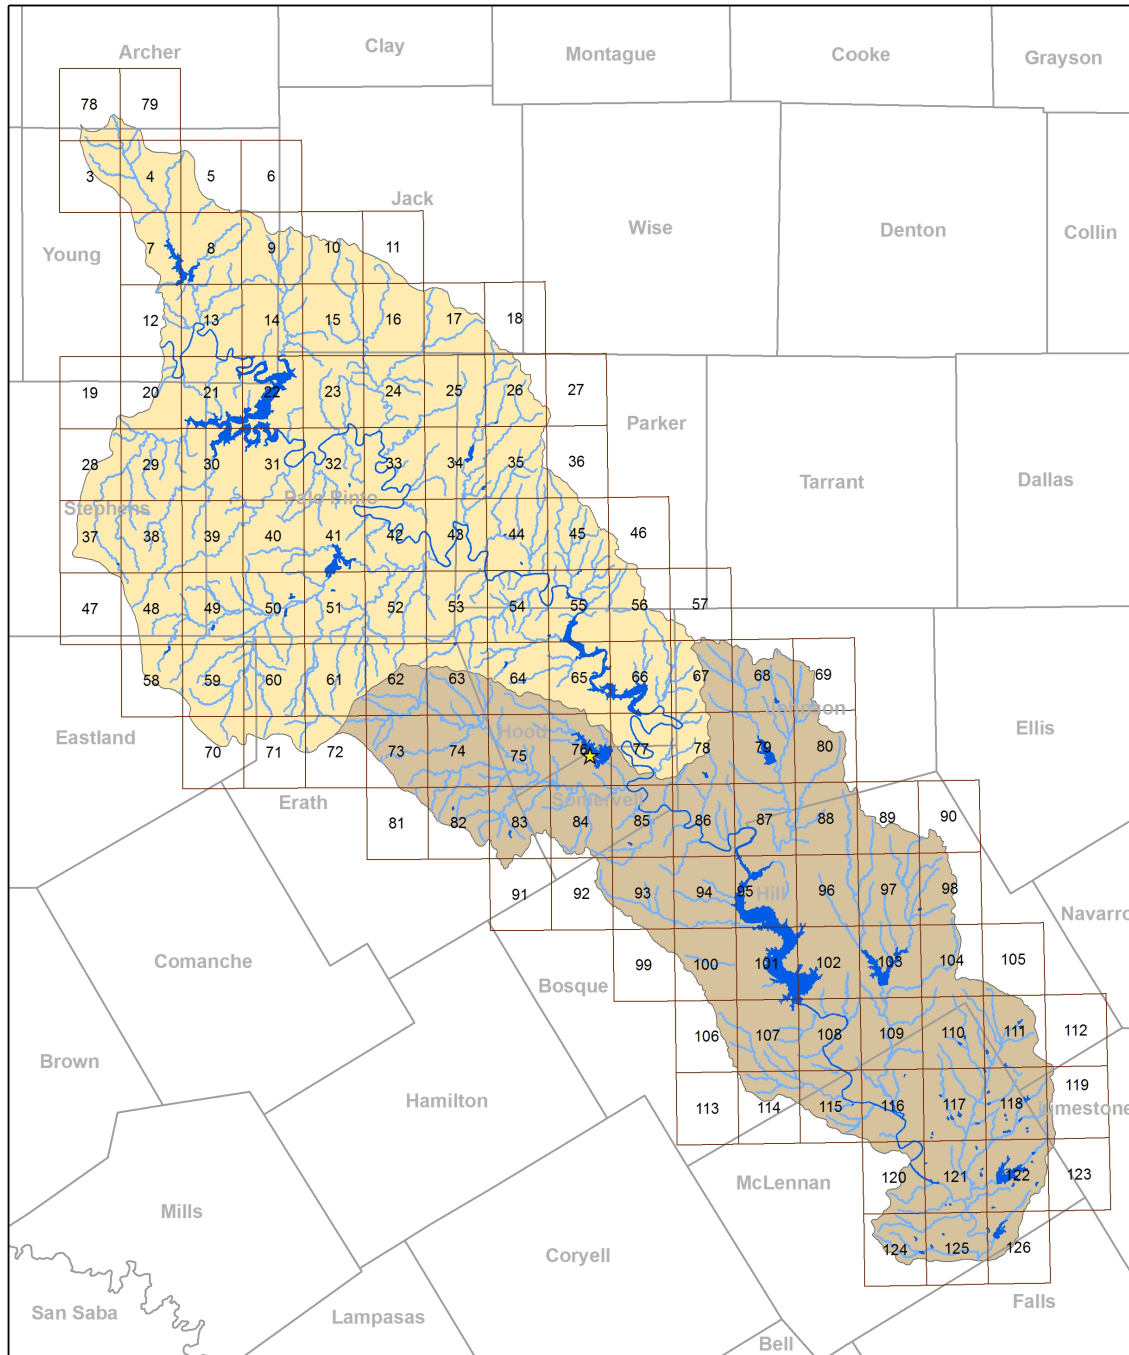 Archer
Clay
Montague
Cooke
Grayson
78 79
3 4 5 6
Jack
Wise
Denton
Collin
Young
7 8 9 10 11
12 13 14 15 16 17 18
19 20 21 22 23 24 25 26 27
Parker
28 29 30 31 32 33 34 35 36
Tarrant
Dallas
Stephens
Palo Pinto
37 38 39 40 41 42 43 44 45 46
47 48 49 50 51 52 53 54 55 56 57
58 59 60 61 62 63 64 65 66 67 68 69
Johnson
Ellis
Eastland
Hood
70 71 72 73 74 75 76 77 78 79 80
Erath
Somervell
81 82 83 84 85 86 87 88 89 90
91 92 93 94 95 96 97 98
Hill
Navarro
Comanche
Bosque
99 100 101 102 103 104 105
Brown
106 107 108 109 110 111 112
Hamilton
113 114 115 116 117 118 119
Limestone
McLennan
120 121 122 123
Mills
Coryell
124 125 126
San Saba
Lampasas
Falls
Bell